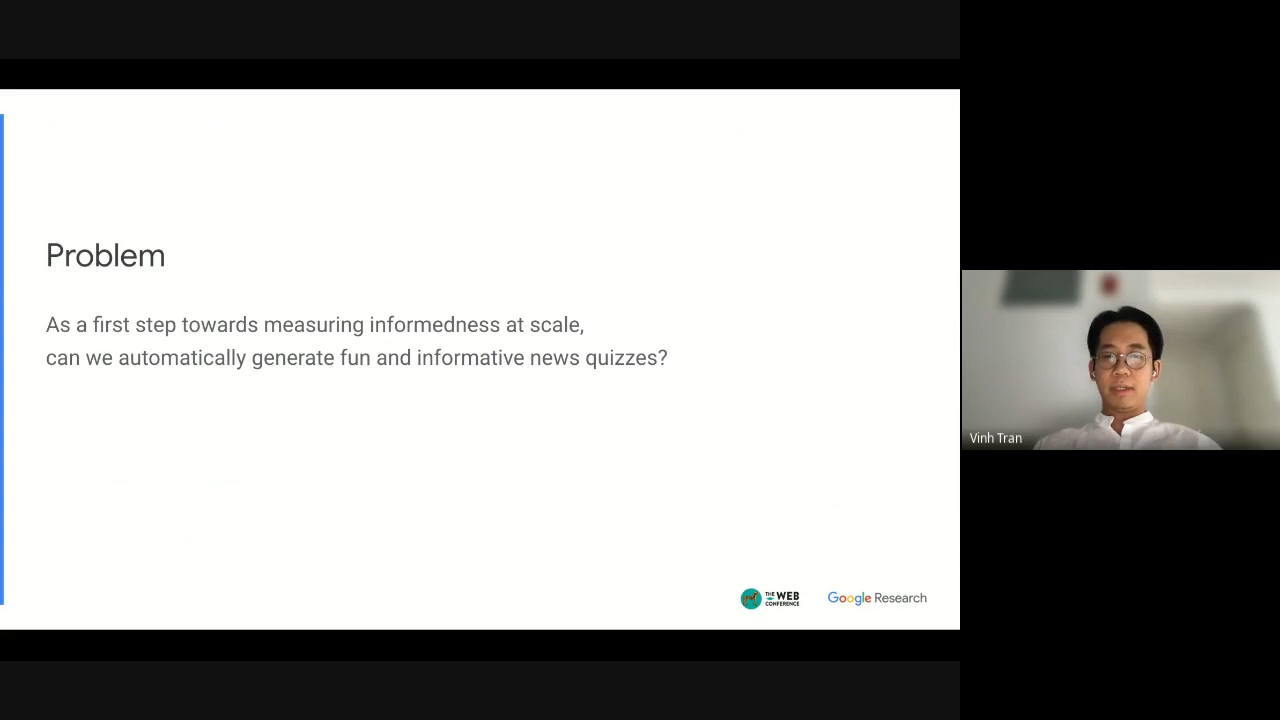 Problem
As a first step towards measuring informedness at scale,
can we automatically generate fun and informative news quizzes?
Vinh Tran
THE WEB
CONFERENCE
Google Research